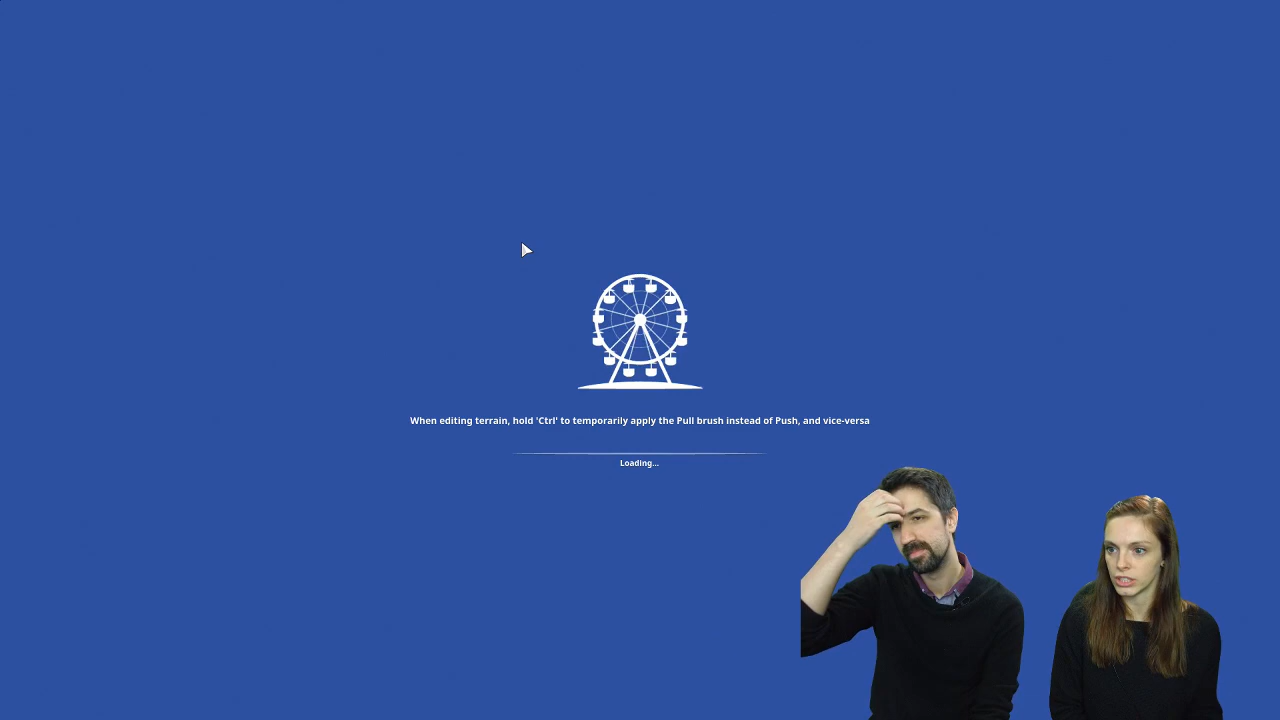 When editing terrain, hold 'Ctrl' to temporarily apply the Pull brush instead of Push, and vice-versa
Loading...